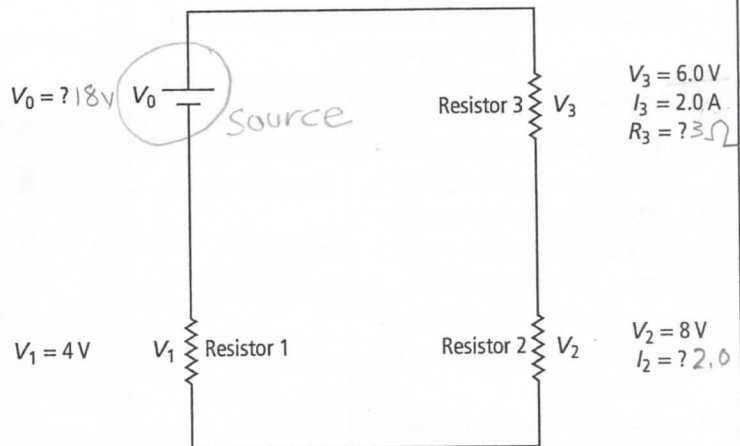 V₀ = ? 18V
V₀
Source
Resistor 3
V₃
V₃ = 6.0 V
I₃ = 2.0 A
R₃ = ? 3Ω
V₁ = 4 V
V₁
Resistor 1
Resistor 2
V₂
V₂ = 8 V
I₂ = ? 2.0